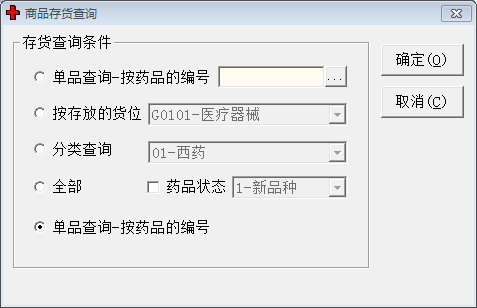 商品存货查询
存货查询条件
单品查询-按药品的编号 ...
按存放的货位 G0101-医疗器械
分类查询 01-西药
全部 药品状态 1-新品种
单品查询-按药品的编号
确定(O)
取消(C)